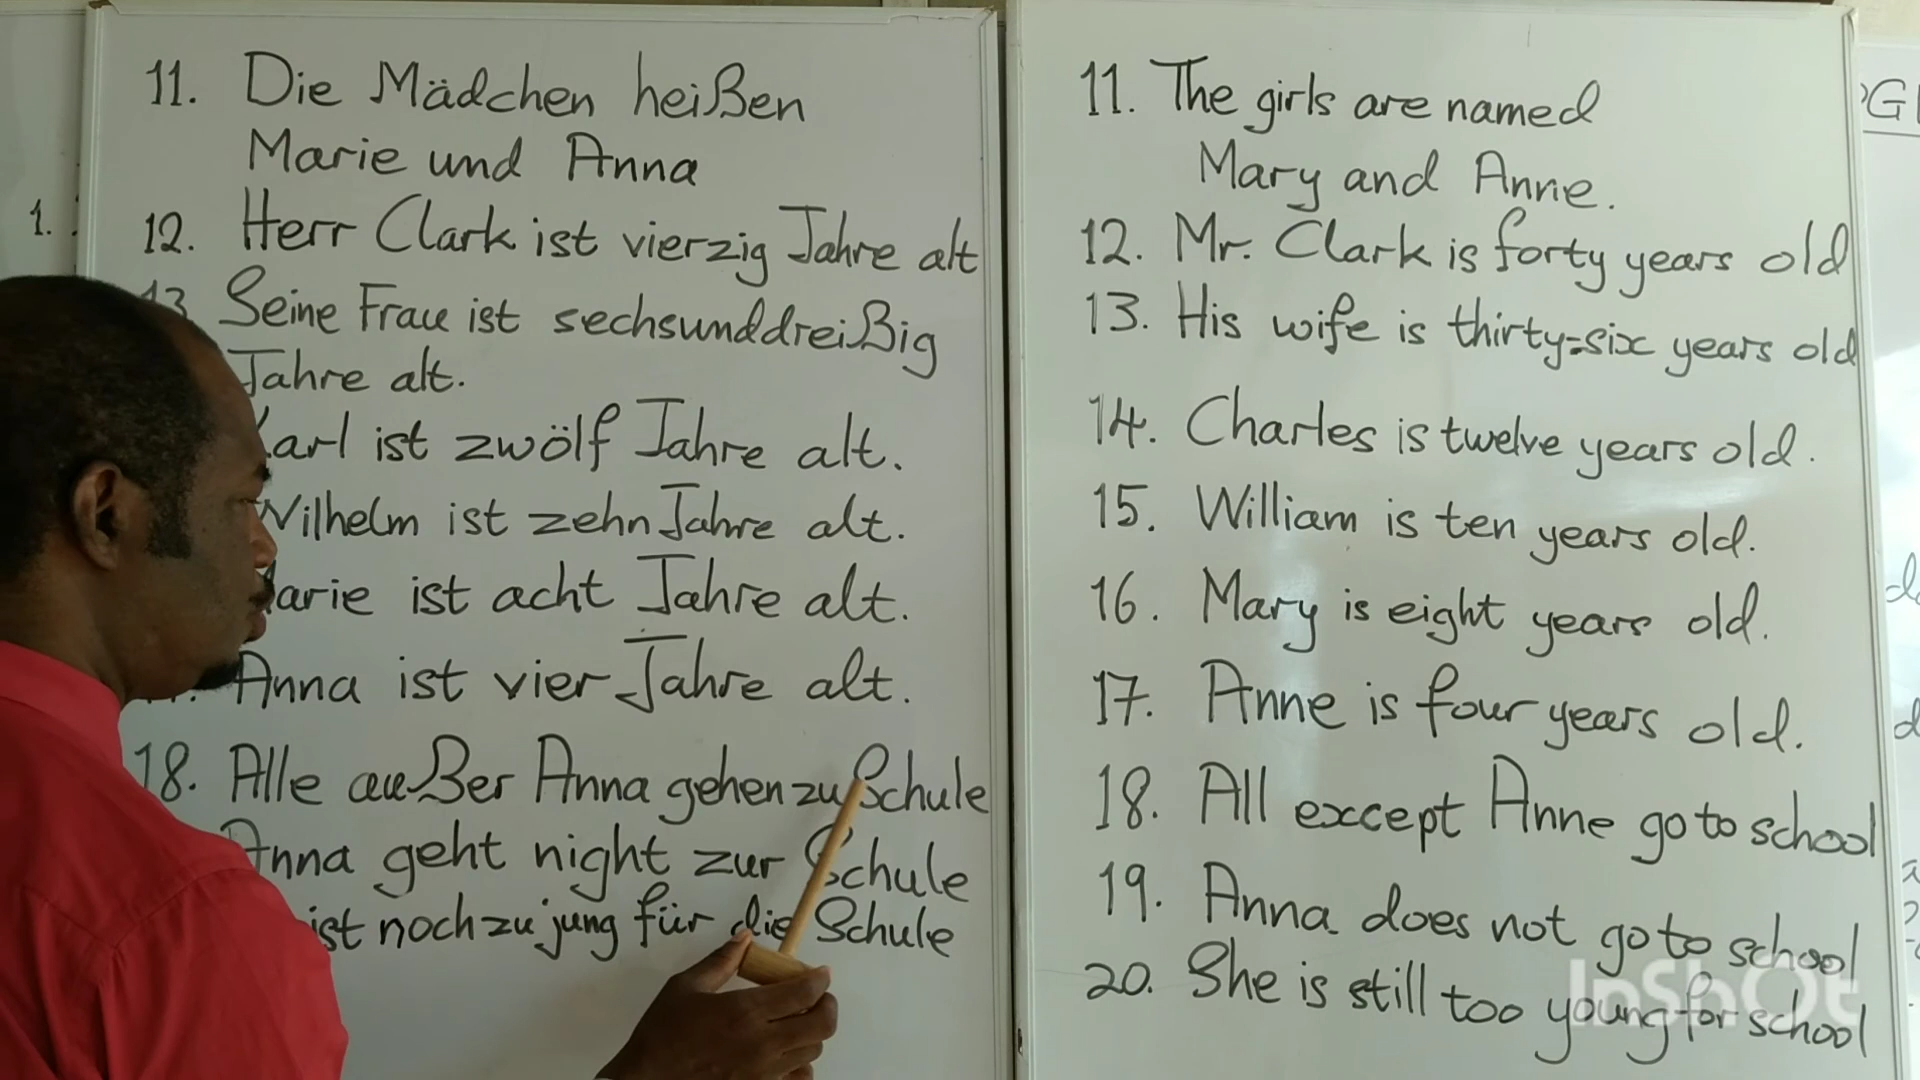 11. Die Mädchen heißen
Marie und Anna
12. Herr Clark ist vierzig Jahre alt
13 Seine Frau ist sechsunddreißig
Jahre alt.
Karl ist zwölf Jahre alt.
Wilhelm ist zehn Jahre alt.
Marie ist acht Jahre alt.
Anna ist vier Jahre alt.
18. Alle außer Anna gehen zu Schule
Anna geht night zur Schule
ist noch zu jung für die Schule
11. The girls are named
Mary and Anne.
12. Mr. Clark is forty years old
13. His wife is thirty-six years old
14. Charles is twelve years old.
15. William is ten years old.
16. Mary is eight years old.
17. Anne is four years old.
18. All except Anne go to school
19. Anna does not go to school
20. She is still too young for school
1.
InShOt